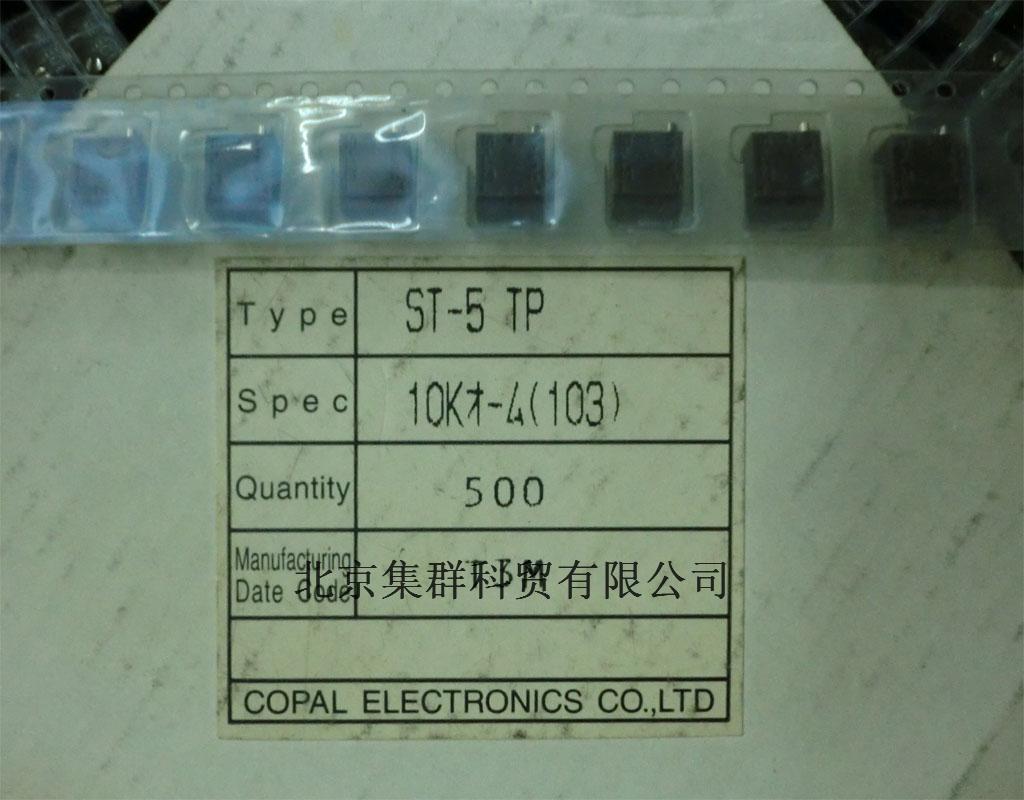 Type ST-5 TP
Spec 10Kオ-ム(103)
Quantity 500
Manufacturing
Date Code
北京集群科贸有限公司
COPAL ELECTRONICS CO.,LTD